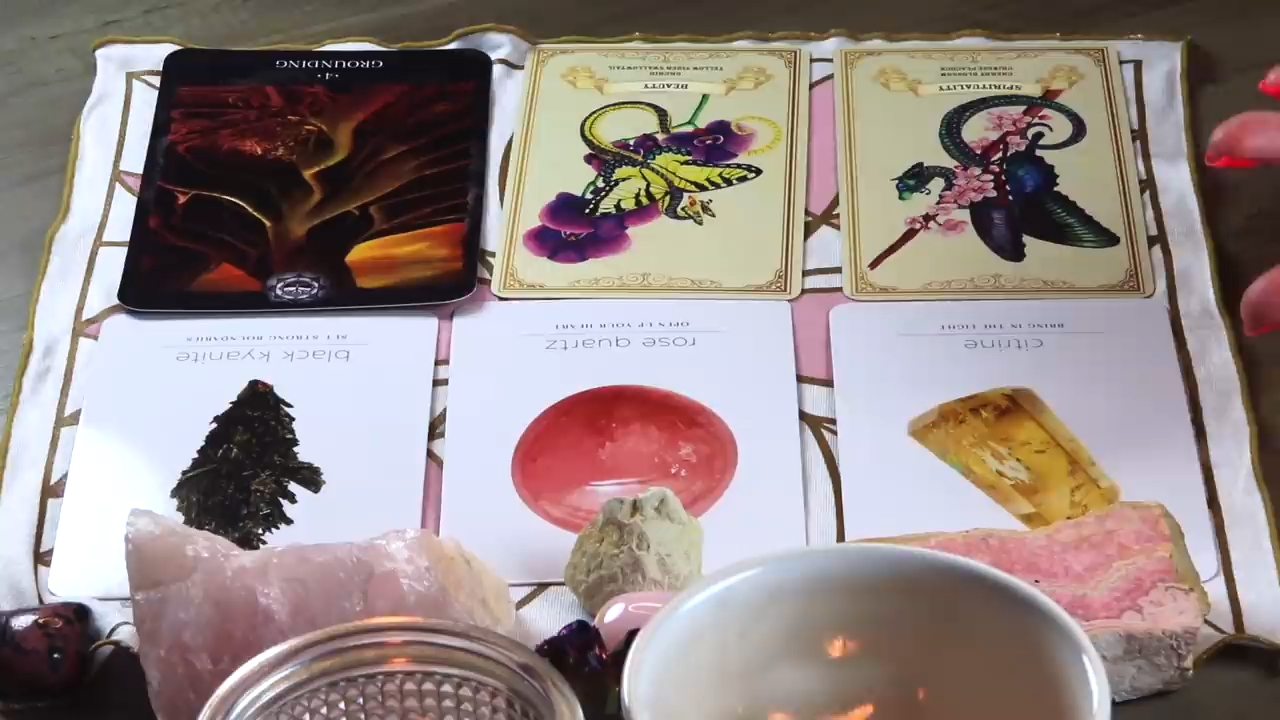 ·4·
GROUNDING
BEAUTY
ORCHID
YELLOW TIGER SWALLOWTAIL
SPIRITUALITY
CHERRY BLOSSOM
CHINESE PEACOCK
black kyanite
SET STRONG BOUNDARIES
rose quartz
OPEN UP YOUR HEART
citrine
BRING IN THE LIGHT